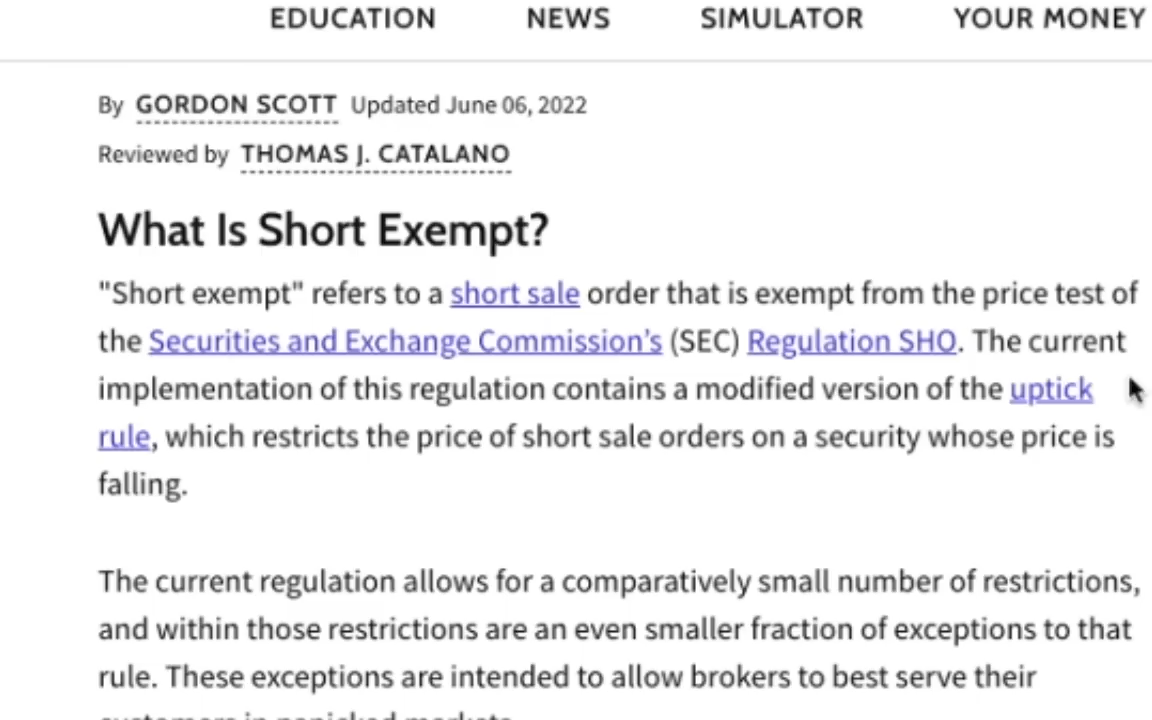 EDUCATION NEWS SIMULATOR YOUR MONEY
By GORDON SCOTT Updated June 06, 2022
Reviewed by THOMAS J. CATALANO
What Is Short Exempt?
"Short exempt" refers to a short sale order that is exempt from the price test of
the Securities and Exchange Commission’s (SEC) Regulation SHO. The current
implementation of this regulation contains a modified version of the uptick
rule, which restricts the price of short sale orders on a security whose price is
falling.
The current regulation allows for a comparatively small number of restrictions,
and within those restrictions are an even smaller fraction of exceptions to that
rule. These exceptions are intended to allow brokers to best serve their
customers in panicked markets.